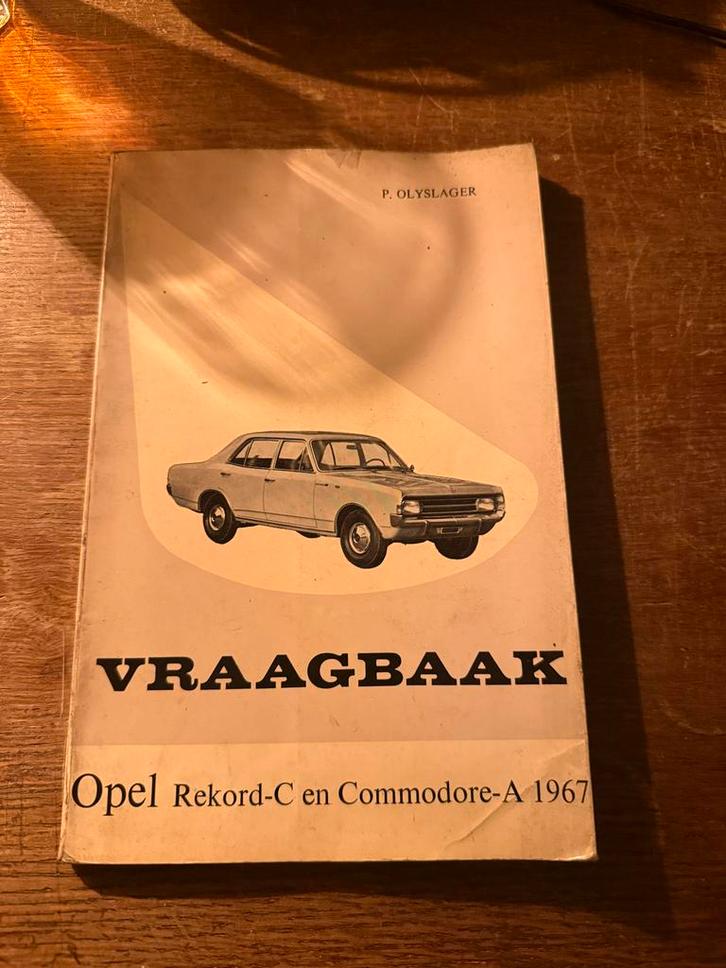 P. OLYSLAGER
VRAAGBAAK
Opel Rekord-C en Commodore-A 1967